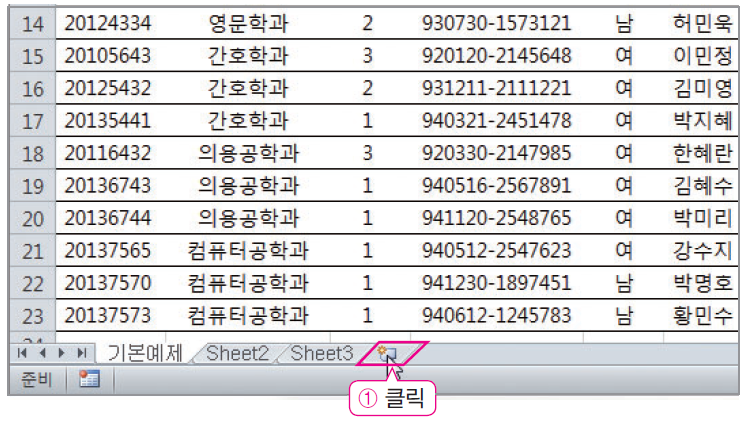 14 20124334 영문학과 2 930730-1573121 남 허민욱
15 20105643 간호학과 3 920120-2145648 여 이민정
16 20125432 간호학과 2 931211-2111221 여 김미영
17 20135441 간호학과 1 940321-2451478 여 박지혜
18 20116432 의용공학과 3 920330-2147985 여 한혜란
19 20136743 의용공학과 1 940516-2567891 여 김혜수
20 20136744 의용공학과 1 941120-2548765 여 박미리
21 20137565 컴퓨터공학과 1 940512-2547623 여 강수지
22 20137570 컴퓨터공학과 1 941230-1897451 남 박명호
23 20137573 컴퓨터공학과 1 940612-1245783 남 황민수
기본예제 Sheet2 Sheet3
준비
① 클릭